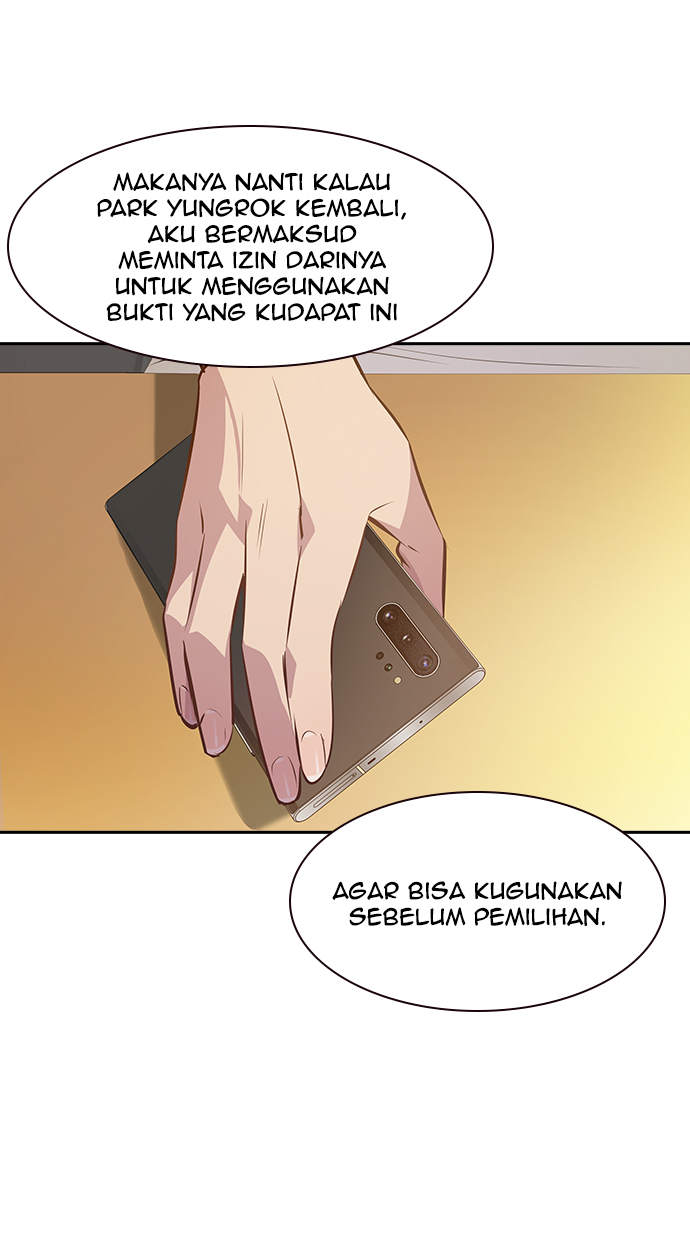 MAKANYA NANTI KALAU
PARK YUNGROK KEMBALI,
AKU BERMAKSUD
MEMINTA IZIN DARINYA
UNTUK MENGGUNAKAN
BUKTI YANG KUDAPAT INI
AGAR BISA KUGUNAKAN
SEBELUM PEMILIHAN.